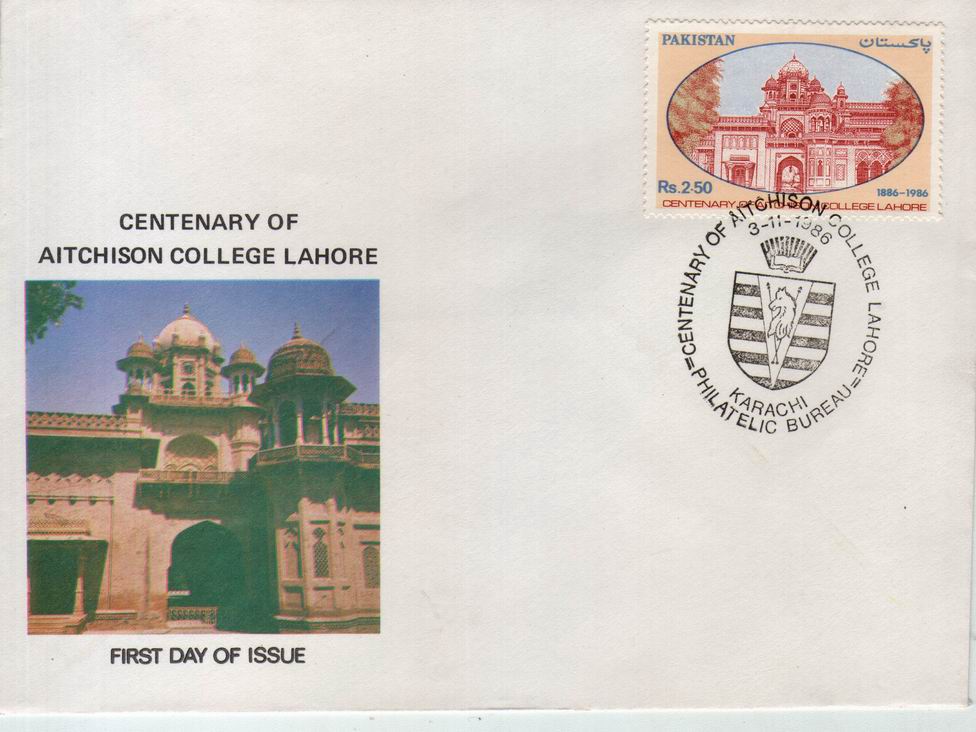 PAKISTAN پاکستان
Rs.2·50 1886–1986
CENTENARY OF AITCHISON COLLEGE LAHORE
=CENTENARY OF AITCHISON COLLEGE LAHORE=
3-11-1986
KARACHI
PHILATELIC BUREAU
CENTENARY OF
AITCHISON COLLEGE LAHORE
FIRST DAY OF ISSUE